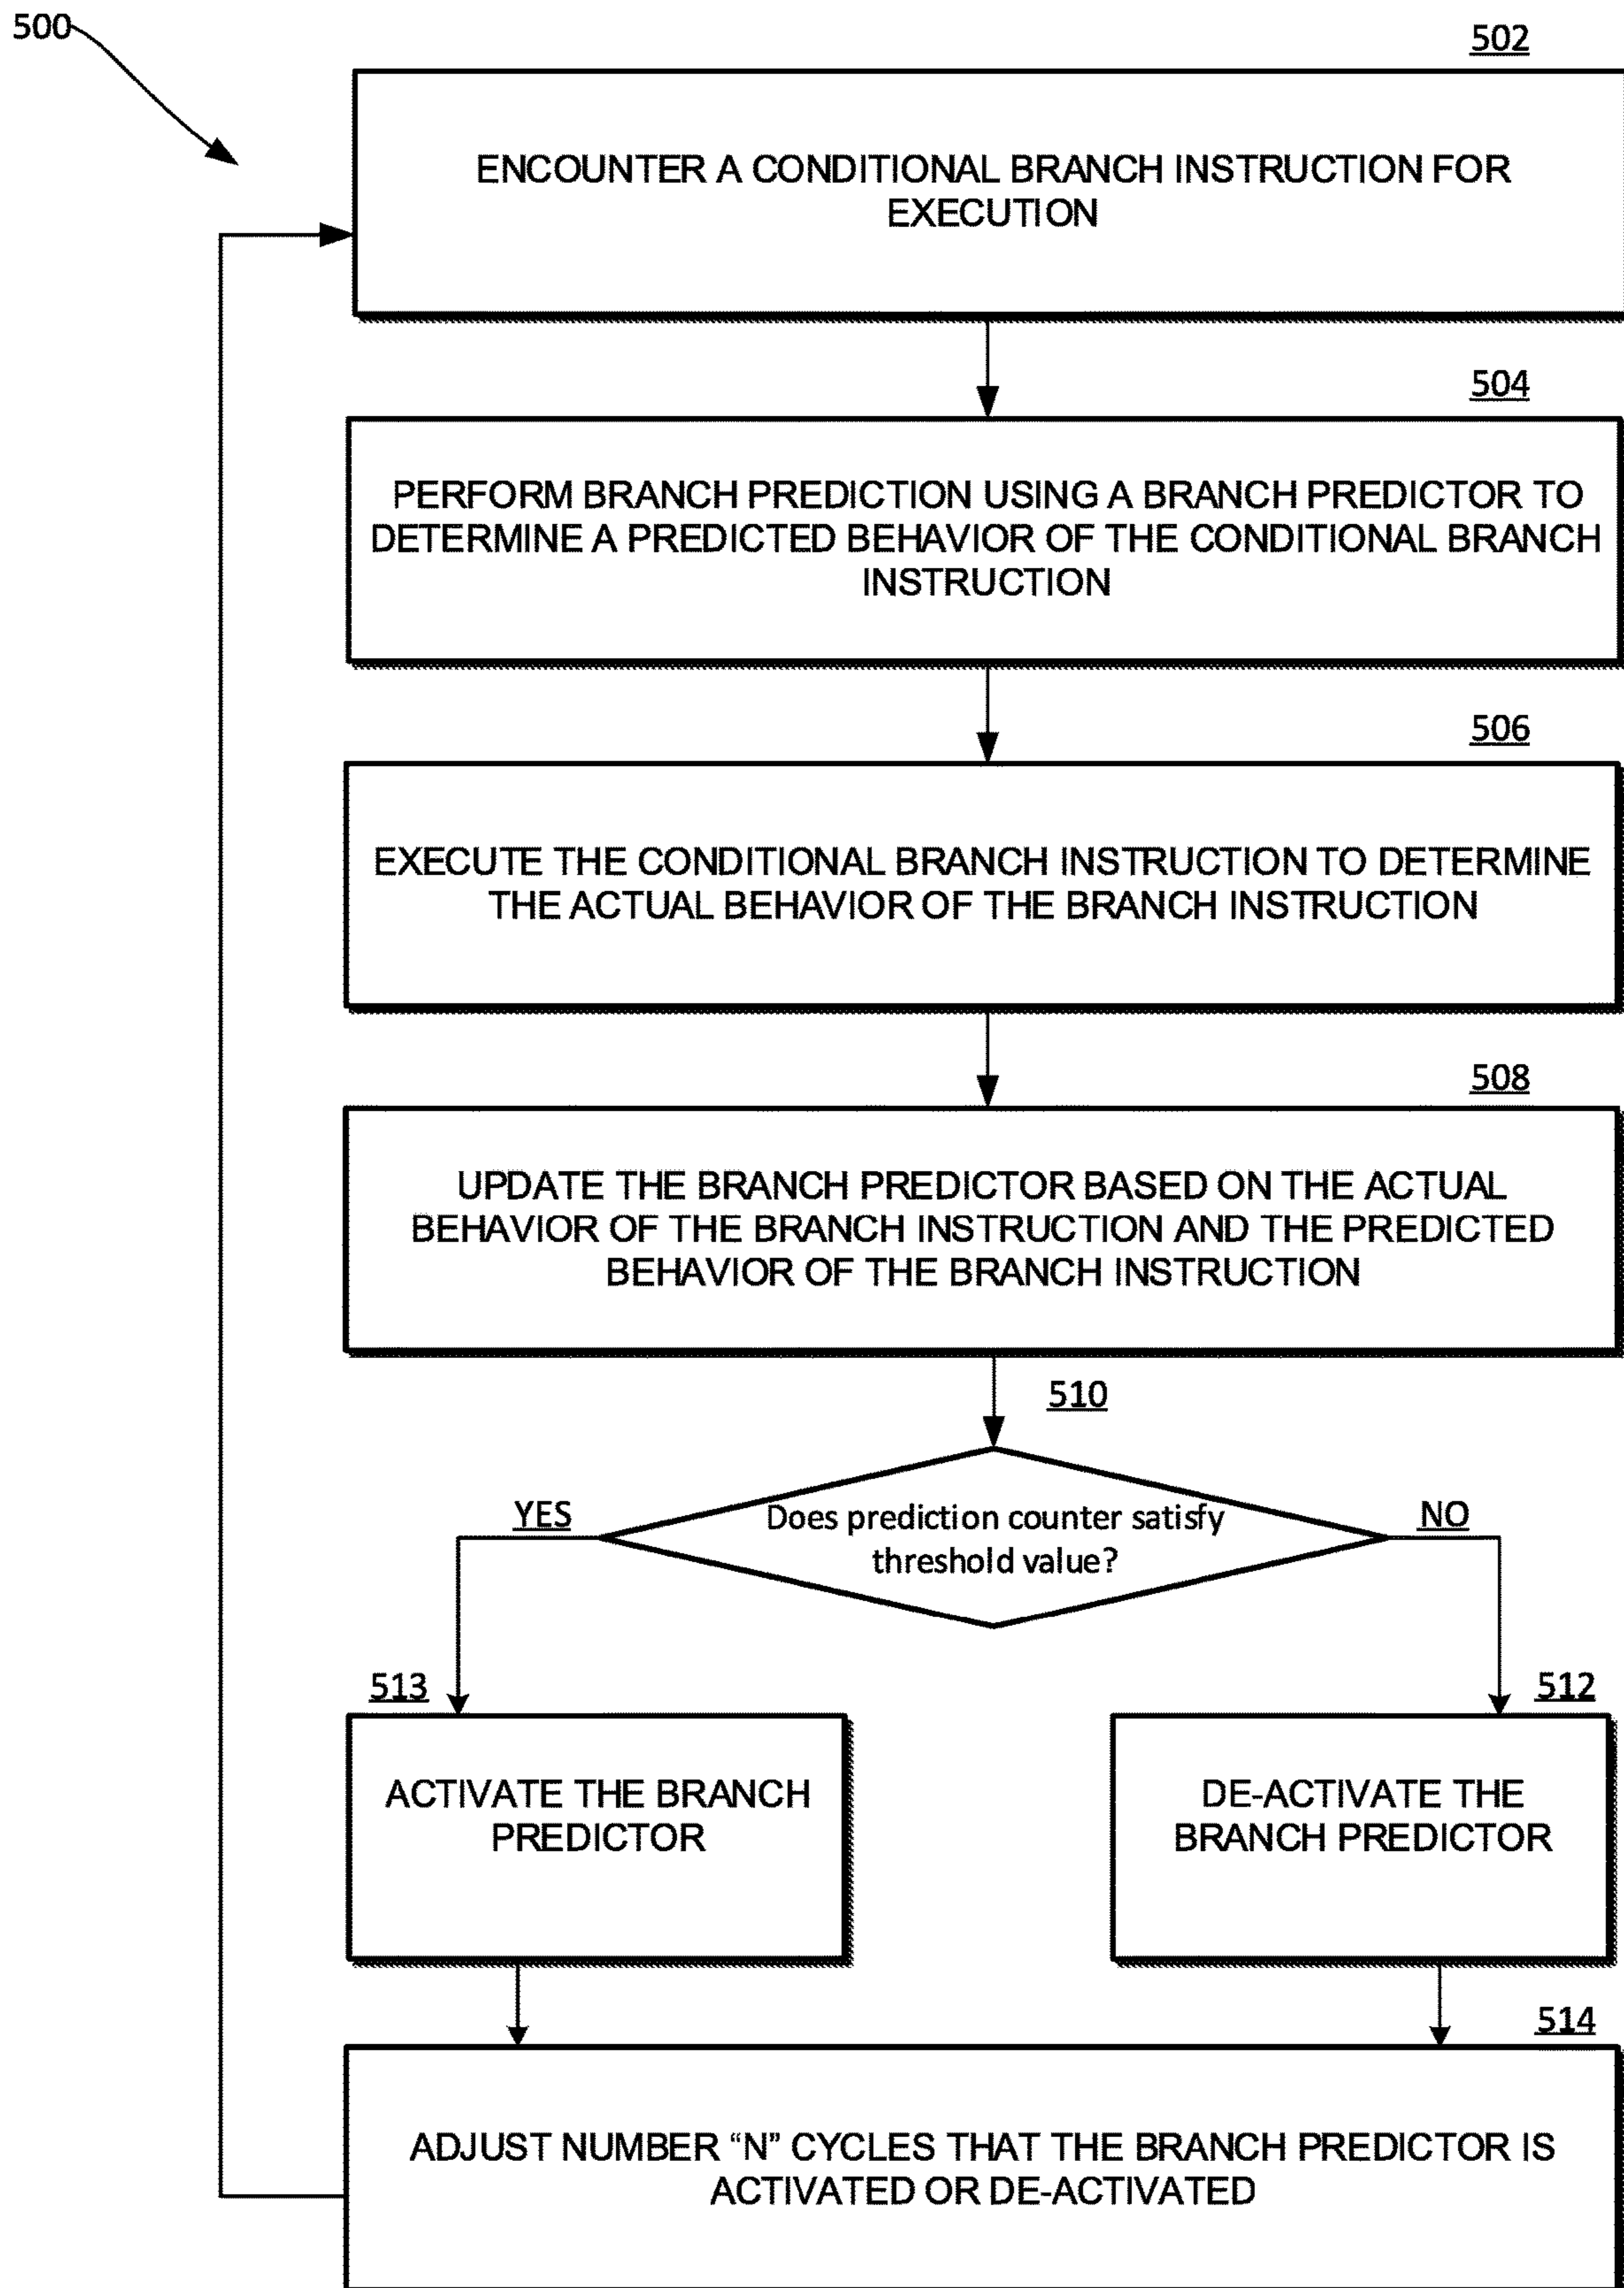 500
502
ENCOUNTER A CONDITIONAL BRANCH INSTRUCTION FOR
EXECUTION
504
PERFORM BRANCH PREDICTION USING A BRANCH PREDICTOR TO
DETERMINE A PREDICTED BEHAVIOR OF THE CONDITIONAL BRANCH
INSTRUCTION
506
EXECUTE THE CONDITIONAL BRANCH INSTRUCTION TO DETERMINE
THE ACTUAL BEHAVIOR OF THE BRANCH INSTRUCTION
508
UPDATE THE BRANCH PREDICTOR BASED ON THE ACTUAL
BEHAVIOR OF THE BRANCH INSTRUCTION AND THE PREDICTED
BEHAVIOR OF THE BRANCH INSTRUCTION
510
YES
Does prediction counter satisfy
threshold value?
NO
513
ACTIVATE THE BRANCH
PREDICTOR
512
DE-ACTIVATE THE
BRANCH PREDICTOR
514
ADJUST NUMBER “N” CYCLES THAT THE BRANCH PREDICTOR IS
ACTIVATED OR DE-ACTIVATED